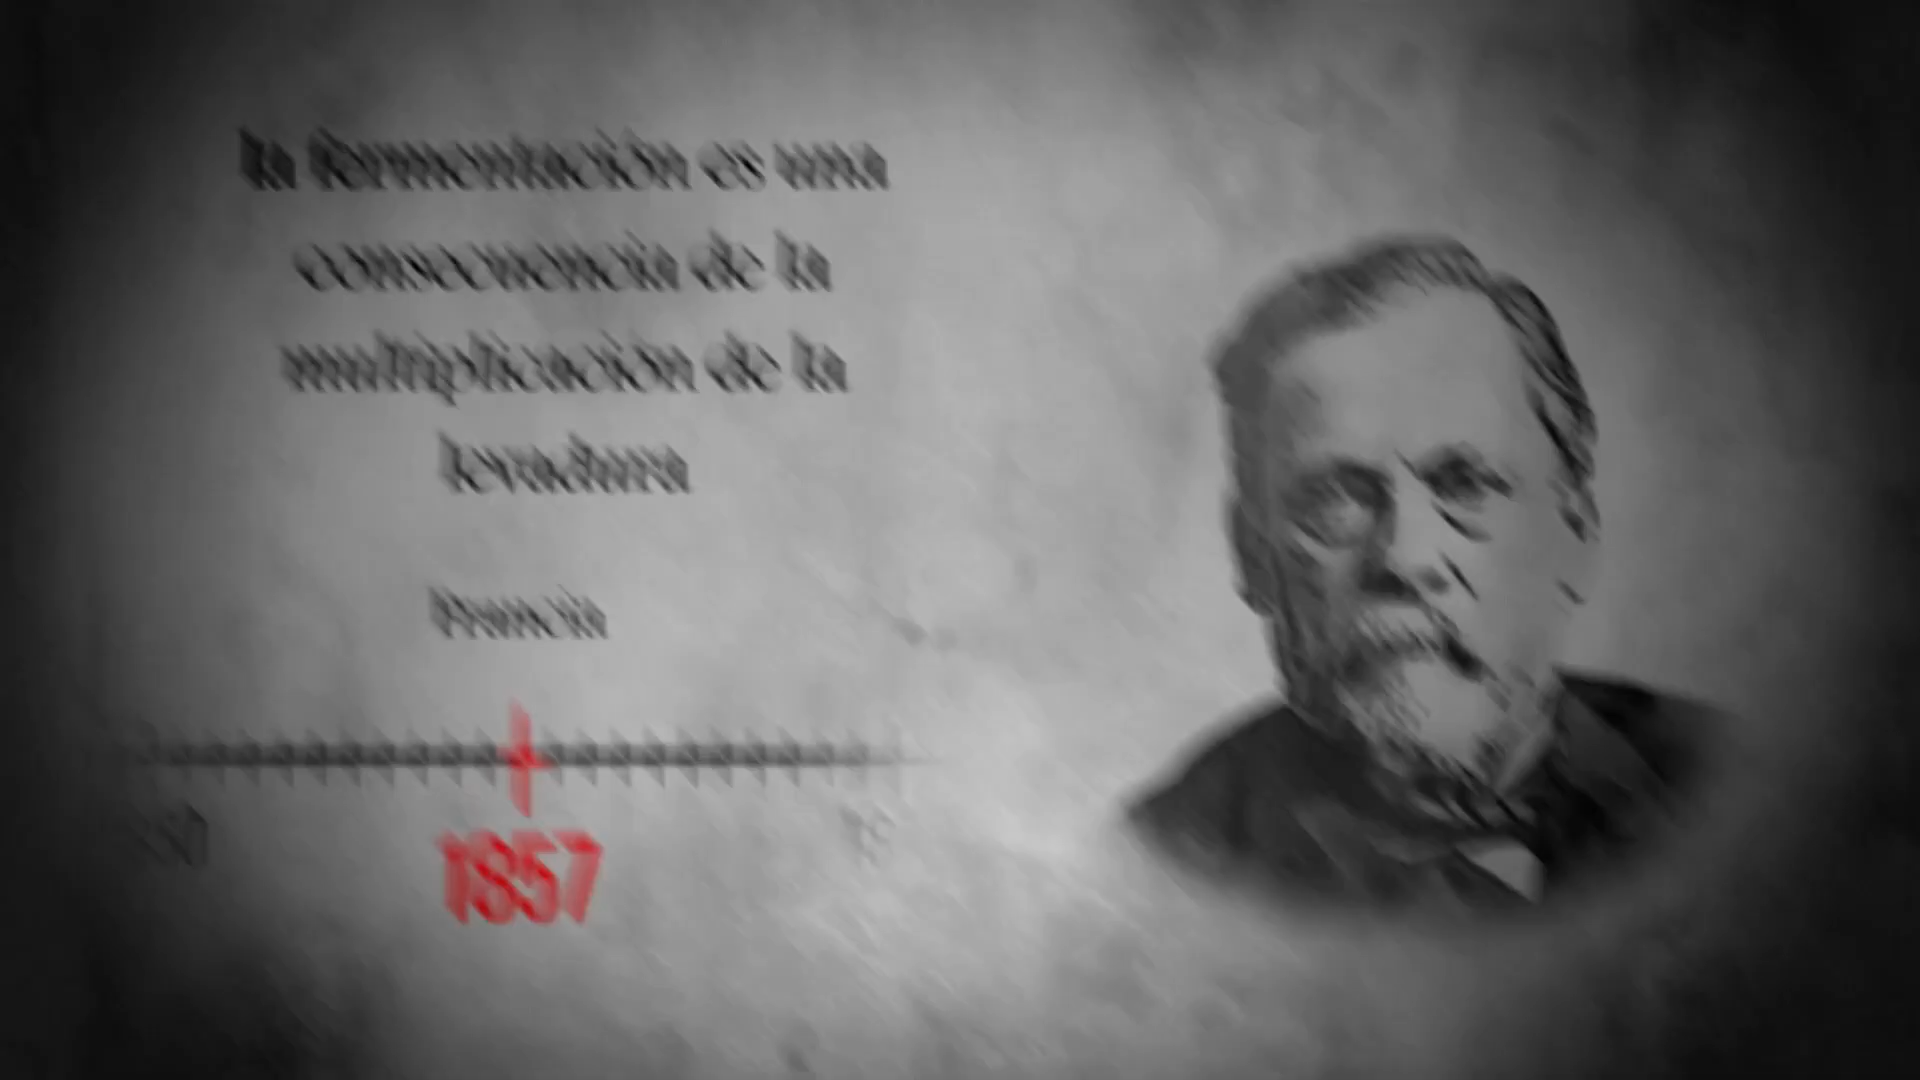 la fermentación es una
consecuencia de la
multiplicación de la
levadura
Francia
1857